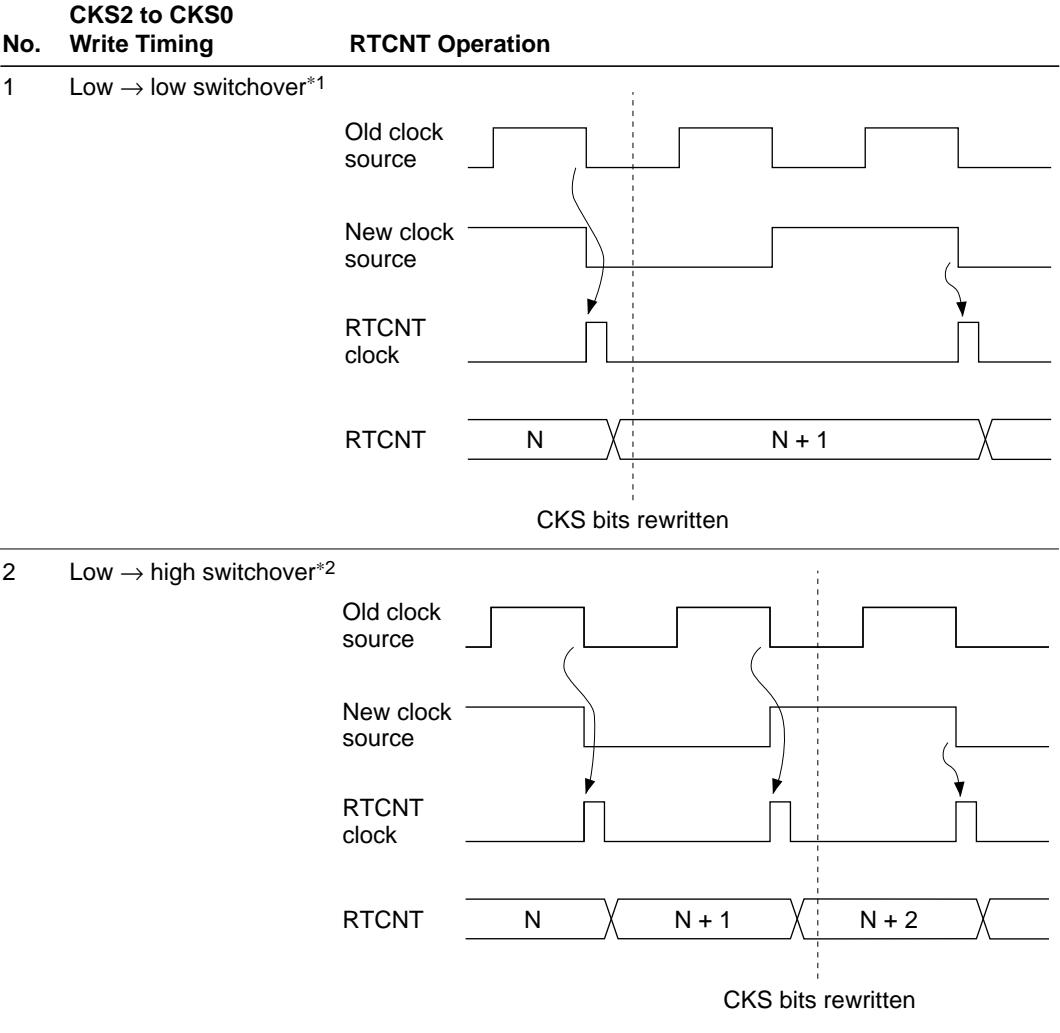 CKS2 to CKS0
No. Write Timing RTCNT Operation
1 Low → low switchover*1
Old clock
source
New clock
source
RTCNT
clock
RTCNT N N + 1
CKS bits rewritten
2 Low → high switchover*2
Old clock
source
New clock
source
RTCNT
clock
RTCNT N N + 1 N + 2
CKS bits rewritten